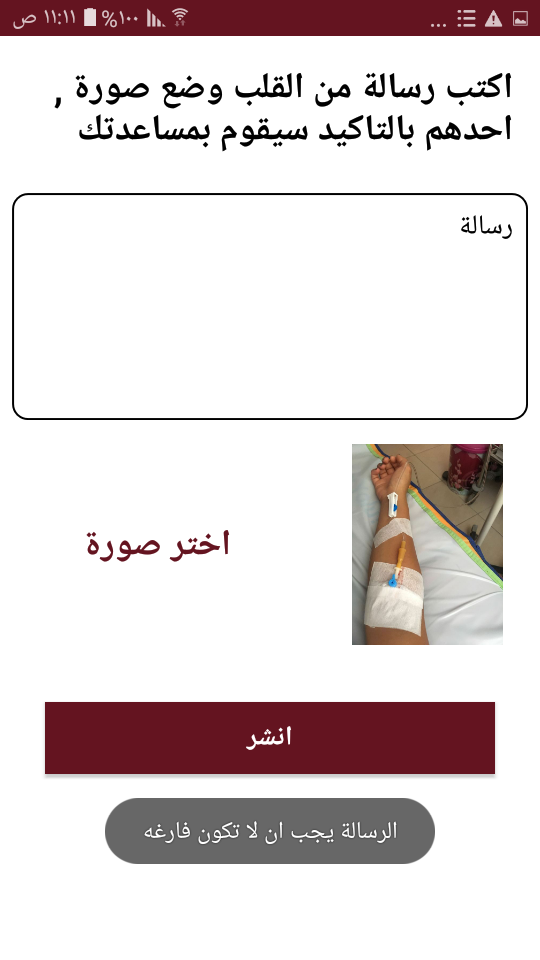 ١١:١١ ص ١٠٠% ...
اكتب رسالة من القلب وضع صورة ,
احدهم بالتاكيد سيقوم بمساعدتك
رسالة
اختر صورة
انشر
الرسالة يجب ان لا تكون فارغه